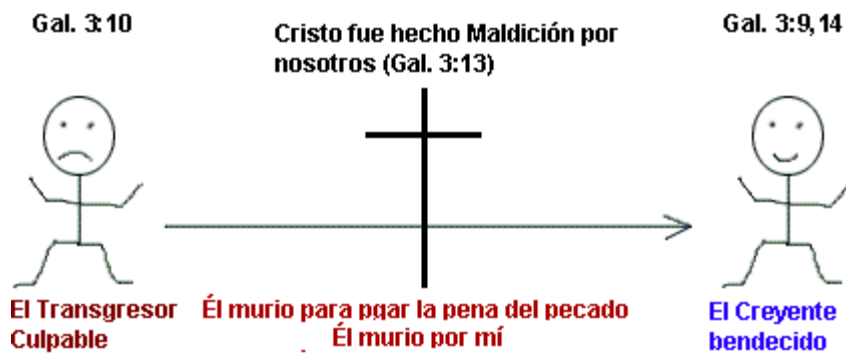 Gal. 3:10
Cristo fue hecho Maldición por
nosotros (Gal. 3:13)
Gal. 3:9,14
El Transgresor
Culpable
Él murio para pgar la pena del pecado
Él murio por mí
El Creyente
bendecido